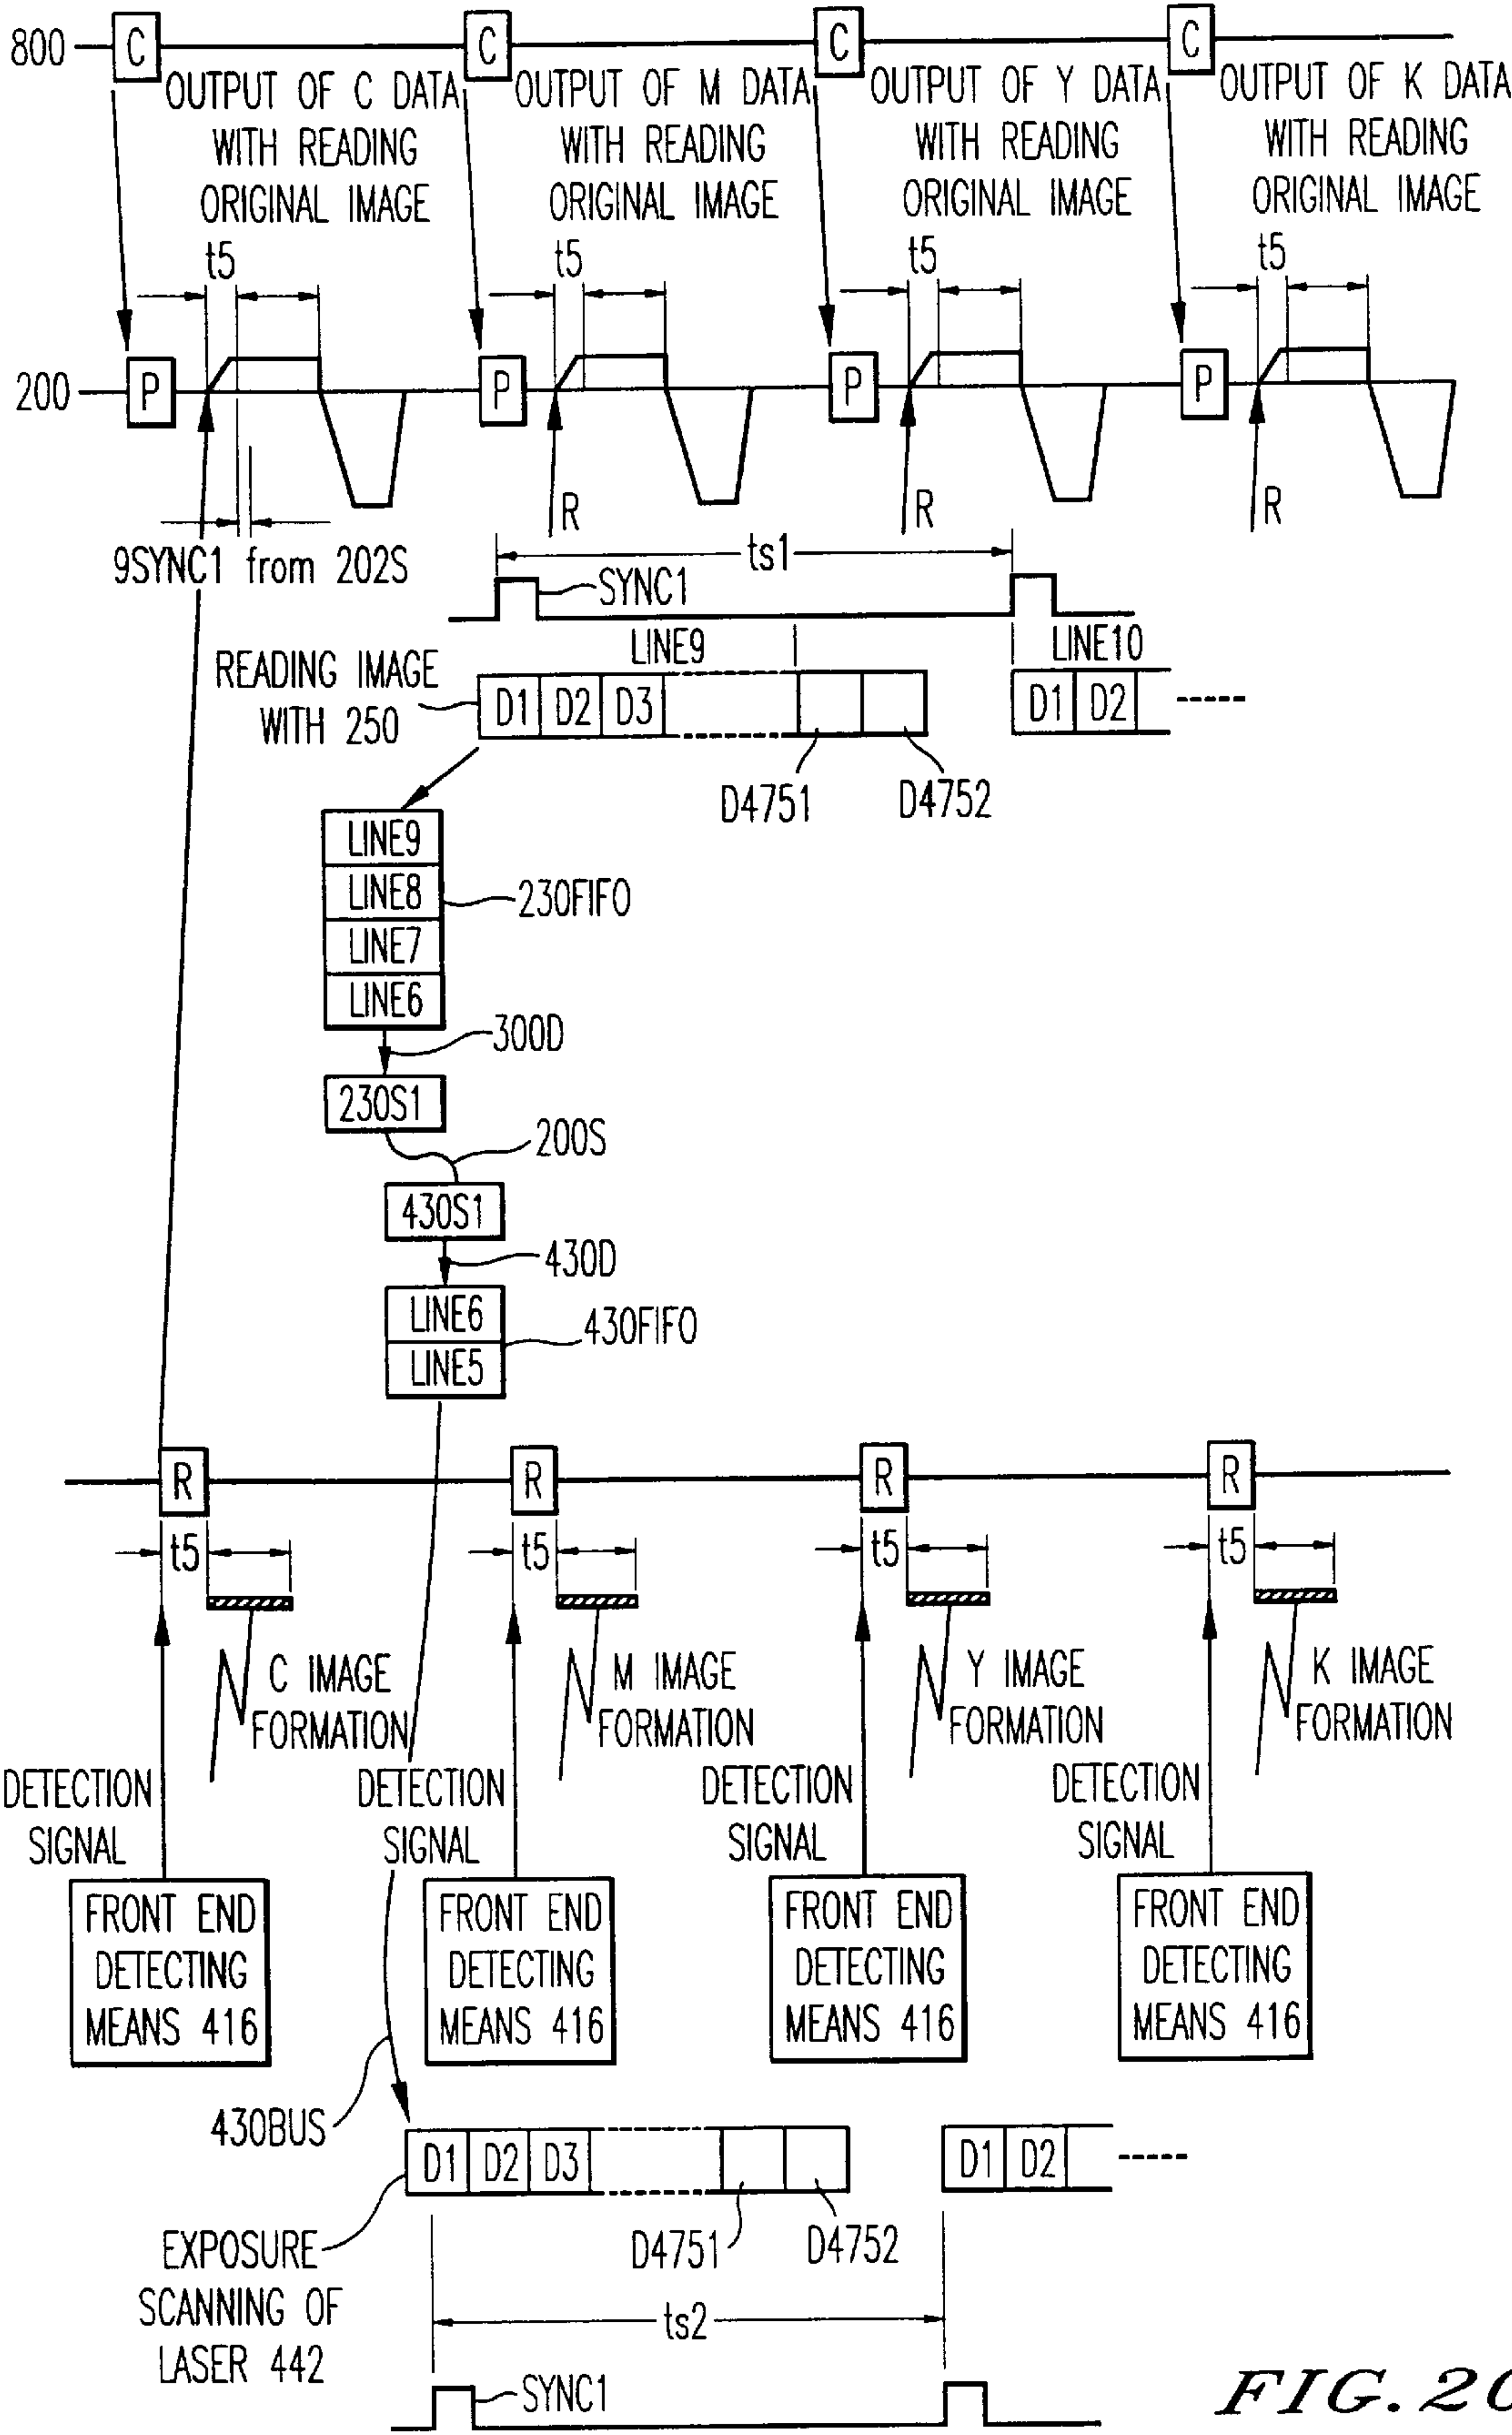 800
C
C
C
C
OUTPUT OF C DATA
WITH READING
ORIGINAL IMAGE
OUTPUT OF M DATA
WITH READING
ORIGINAL IMAGE
OUTPUT OF Y DATA
WITH READING
ORIGINAL IMAGE
OUTPUT OF K DATA
WITH READING
ORIGINAL IMAGE
t5
t5
t5
t5
200
P
P
P
P
R
R
R
9SYNC1 from 202S
ts1
SYNC1
LINE9
LINE10
READING IMAGE
WITH 250
D1 D2 D3
D1 D2
D4751
D4752
LINE9
LINE8
LINE7
LINE6
230FIFO
300D
230S1
200S
430S1
430D
LINE6
LINE5
430FIFO
R
R
R
R
t5
t5
t5
t5
C IMAGE
FORMATION
M IMAGE
FORMATION
Y IMAGE
FORMATION
K IMAGE
FORMATION
DETECTION
SIGNAL
DETECTION
SIGNAL
DETECTION
SIGNAL
DETECTION
SIGNAL
FRONT END
DETECTING
MEANS 416
FRONT END
DETECTING
MEANS 416
FRONT END
DETECTING
MEANS 416
FRONT END
DETECTING
MEANS 416
430BUS
D1 D2 D3
D1 D2
D4751
D4752
EXPOSURE
SCANNING OF
LASER 442
ts2
SYNC1